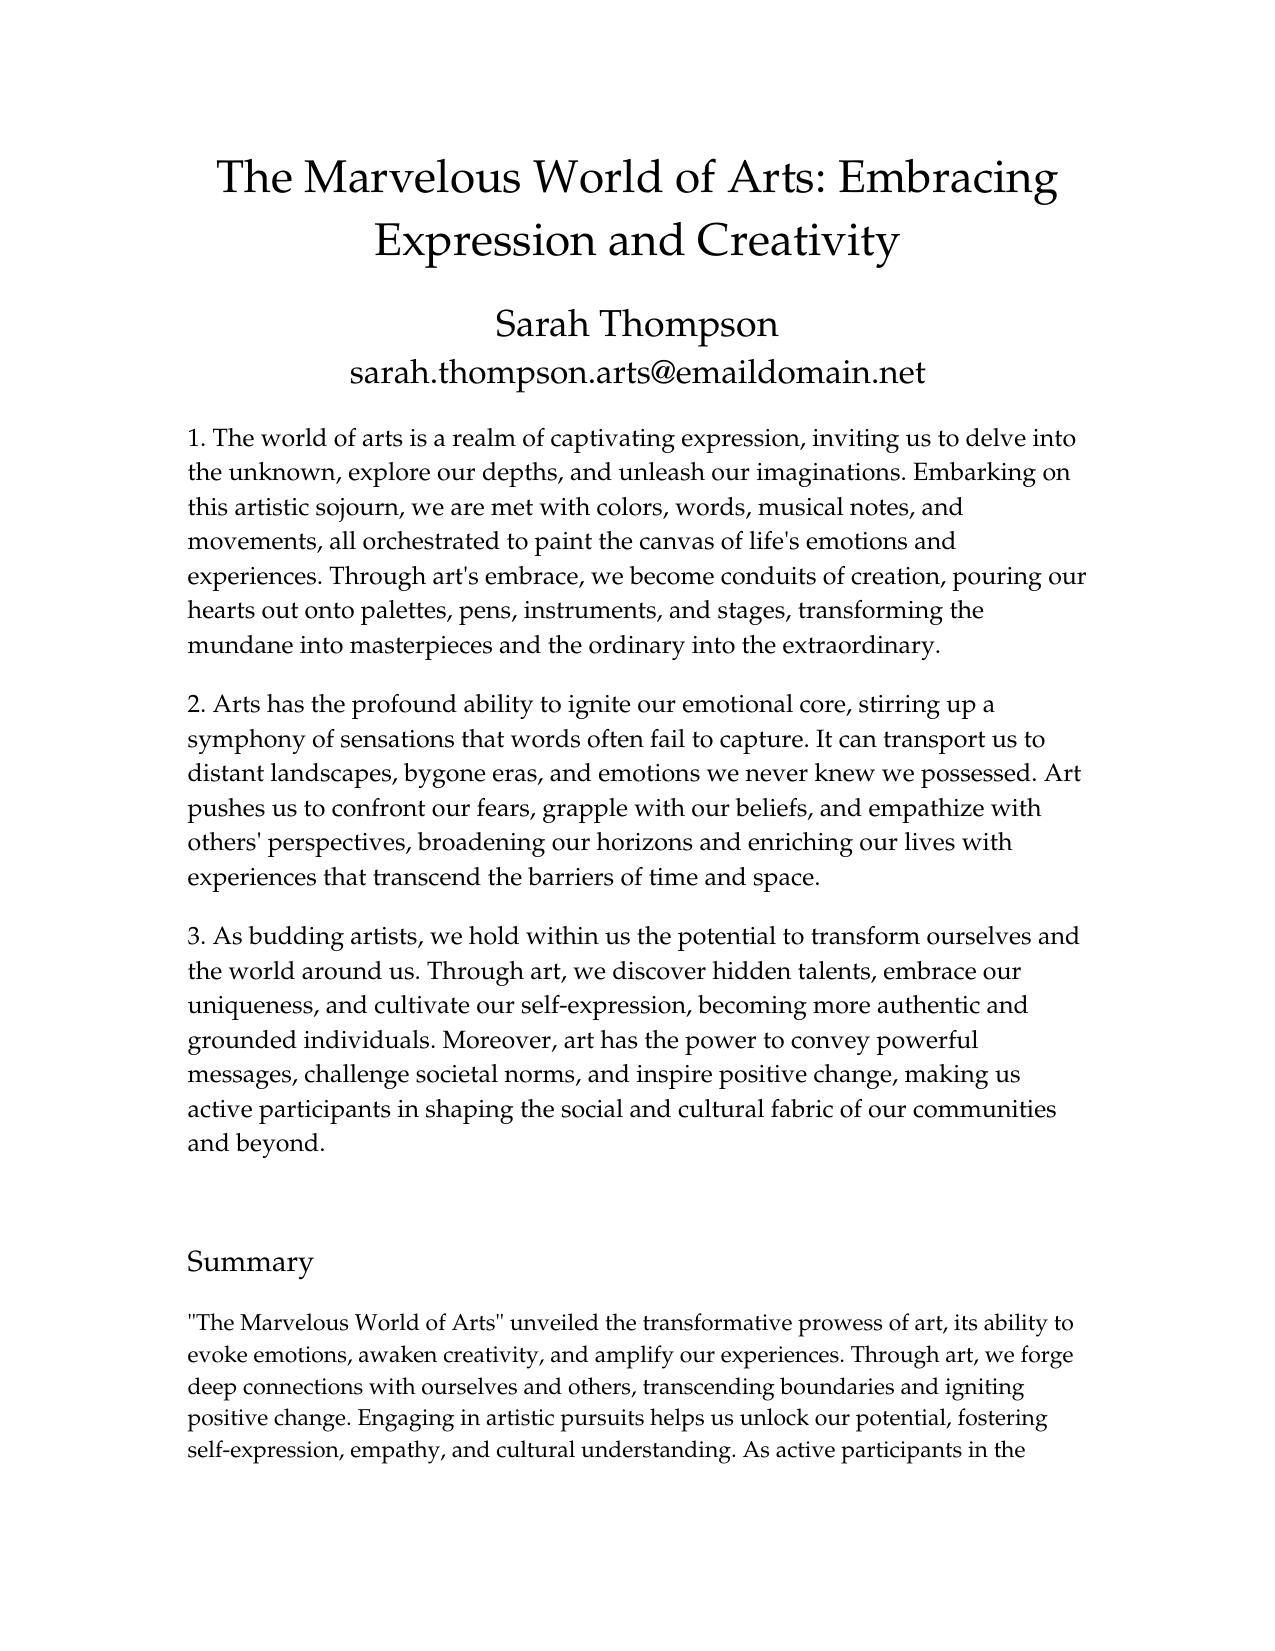 The Marvelous World of Arts: Embracing
Expression and Creativity
Sarah Thompson
sarah.thompson.arts@emaildomain.net
1. The world of arts is a realm of captivating expression, inviting us to delve into
the unknown, explore our depths, and unleash our imaginations. Embarking on
this artistic sojourn, we are met with colors, words, musical notes, and
movements, all orchestrated to paint the canvas of life's emotions and
experiences. Through art's embrace, we become conduits of creation, pouring our
hearts out onto palettes, pens, instruments, and stages, transforming the
mundane into masterpieces and the ordinary into the extraordinary.
2. Arts has the profound ability to ignite our emotional core, stirring up a
symphony of sensations that words often fail to capture. It can transport us to
distant landscapes, bygone eras, and emotions we never knew we possessed. Art
pushes us to confront our fears, grapple with our beliefs, and empathize with
others' perspectives, broadening our horizons and enriching our lives with
experiences that transcend the barriers of time and space.
3. As budding artists, we hold within us the potential to transform ourselves and
the world around us. Through art, we discover hidden talents, embrace our
uniqueness, and cultivate our self-expression, becoming more authentic and
grounded individuals. Moreover, art has the power to convey powerful
messages, challenge societal norms, and inspire positive change, making us
active participants in shaping the social and cultural fabric of our communities
and beyond.
Summary
"The Marvelous World of Arts" unveiled the transformative prowess of art, its ability to
evoke emotions, awaken creativity, and amplify our experiences. Through art, we forge
deep connections with ourselves and others, transcending boundaries and igniting
positive change. Engaging in artistic pursuits helps us unlock our potential, fostering
self-expression, empathy, and cultural understanding. As active participants in the